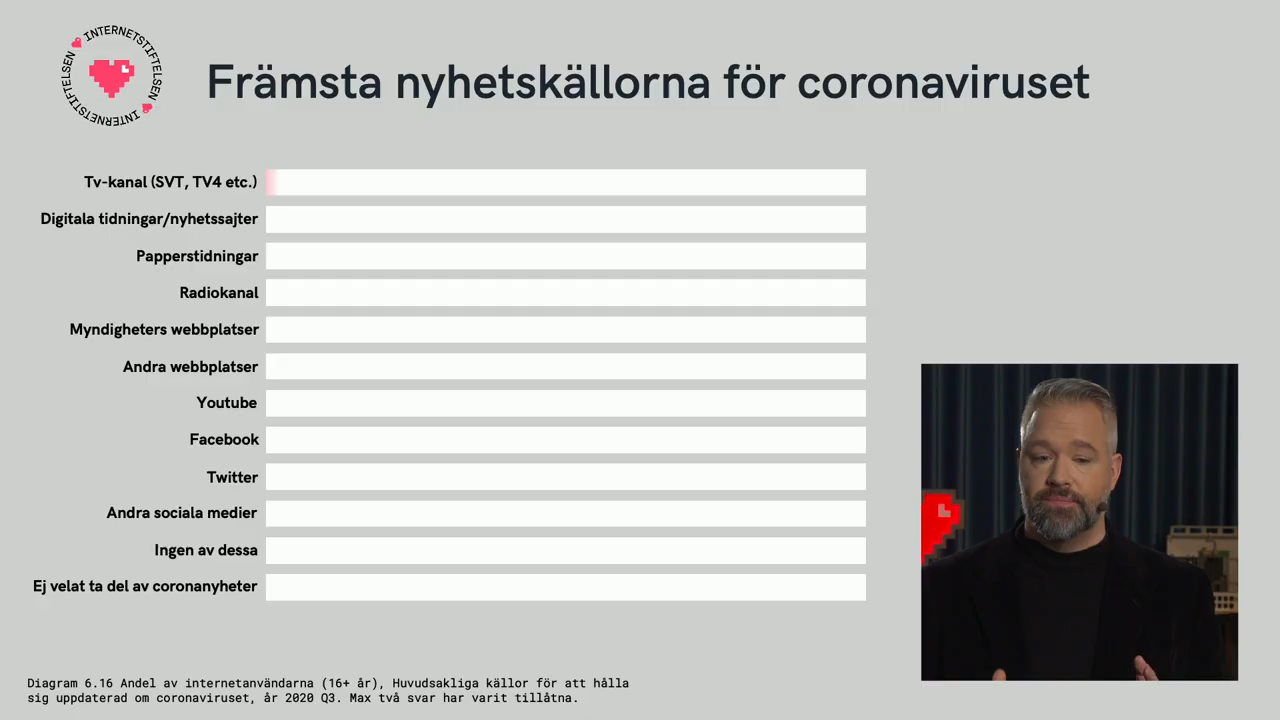 INTERNETSTIFTELSEN INTERNETSTIFTELSEN
Främsta nyhetskällorna för coronaviruset
Tv-kanal (SVT, TV4 etc.)
Digitala tidningar/nyhetssajter
Papperstidningar
Radiokanal
Myndigheters webbplatser
Andra webbplatser
Youtube
Facebook
Twitter
Andra sociala medier
Ingen av dessa
Ej velat ta del av coronanyheter
Diagram 6.16 Andel av internetanvändarna (16+ år), Huvudsakliga källor för att hålla
sig uppdaterad om coronaviruset, år 2020 Q3. Max två svar har varit tillåtna.